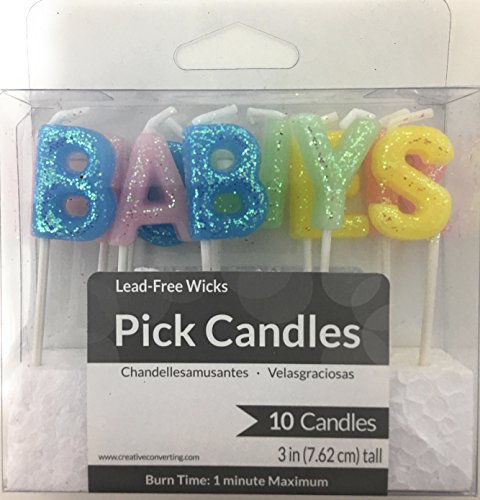 BABYS
Lead-Free Wicks
Pick Candles
Chandellesamusantes · Velasgraciosas
10 Candles
www.creativeconverting.com
3 in (7.62 cm) tall
Burn Time: 1 minute Maximum